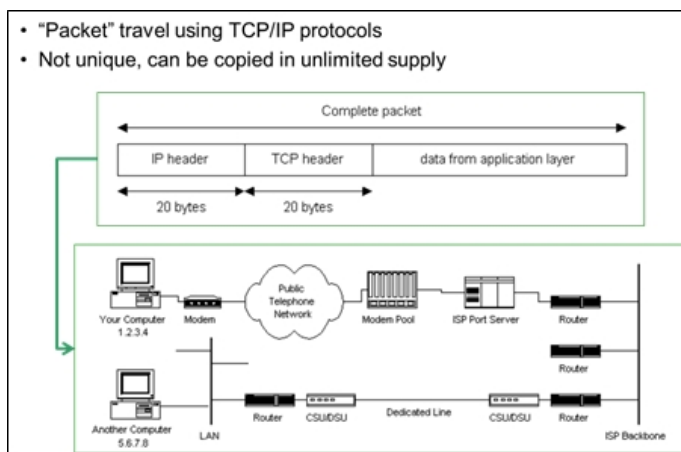 • “Packet” travel using TCP/IP protocols
• Not unique, can be copied in unlimited supply
Complete packet
IP header TCP header data from application layer
20 bytes 20 bytes
Public
Telephone
Network
Your Computer Modem Modem Pool ISP Port Server Router
1.2.3.4
Router
Another Computer LAN Router CSU/DSU Dedicated Line CSU/DSU Router ISP Backbone
5.6.7.8